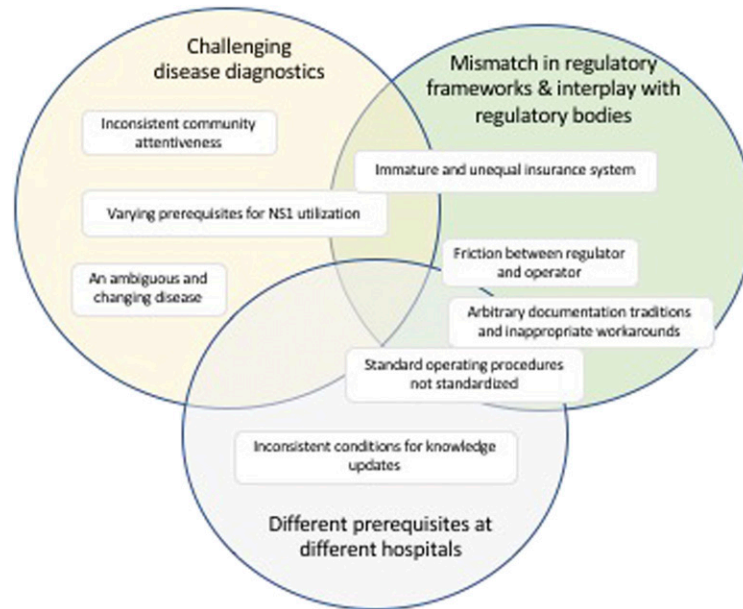 Challenging
disease diagnostics
Mismatch in regulatory
frameworks & interplay with
regulatory bodies
Inconsistent community
attentiveness
Immature and unequal insurance system
Varying prerequisites for NS1 utilization
Friction between regulator
and operator
An ambiguous and
changing disease
Arbitrary documentation traditions
and inappropriate workarounds
Standard operating procedures
not standardized
Inconsistent conditions for knowledge
updates
Different prerequisites at
different hospitals